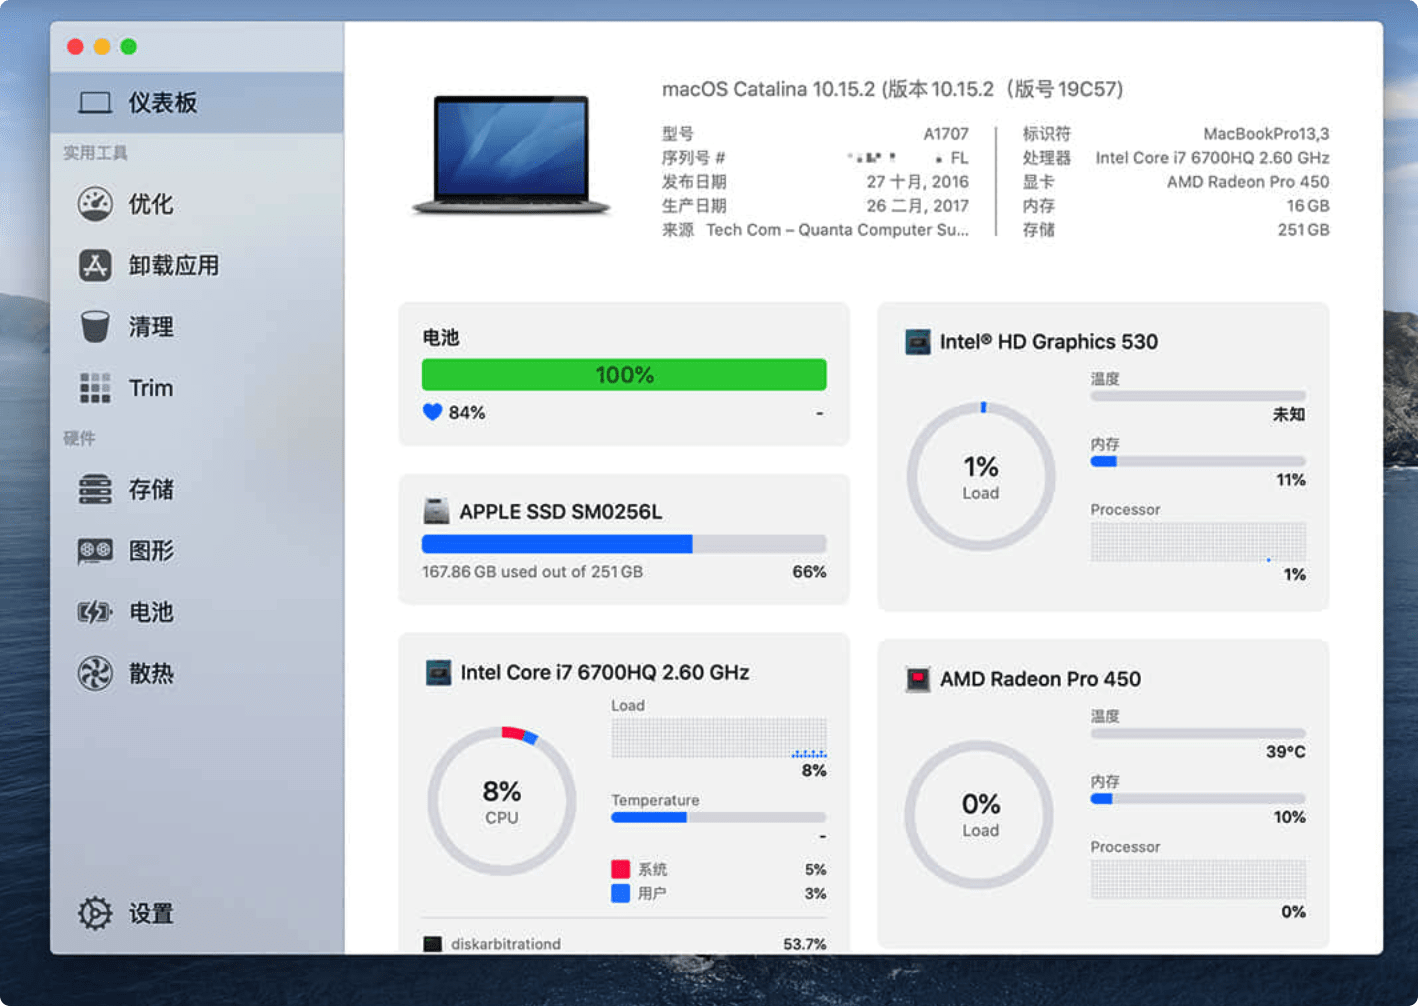 仪表板
实用工具
优化
卸载应用
清理
Trim
硬件
存储
图形
电池
散热
设置
macOS Catalina 10.15.2 (版本 10.15.2（版号 19C57)
型号 A1707
序列号 # FL
发布日期 27 十月, 2016
生产日期 26 二月, 2017
来源 Tech Com – Quanta Computer Su...
标识符 MacBookPro13,3
处理器 Intel Core i7 6700HQ 2.60 GHz
显卡 AMD Radeon Pro 450
内存 16 GB
存储 251 GB
电池
100%
84% -
APPLE SSD SM0256L
167.86 GB used out of 251 GB 66%
Intel Core i7 6700HQ 2.60 GHz
8%
CPU
Load
8%
Temperature
-
系统 5%
用户 3%
diskarbitrationd 53.7%
Intel® HD Graphics 530
1%
Load
温度
未知
内存
11%
Processor
1%
AMD Radeon Pro 450
0%
Load
温度
39°C
内存
10%
Processor
0%